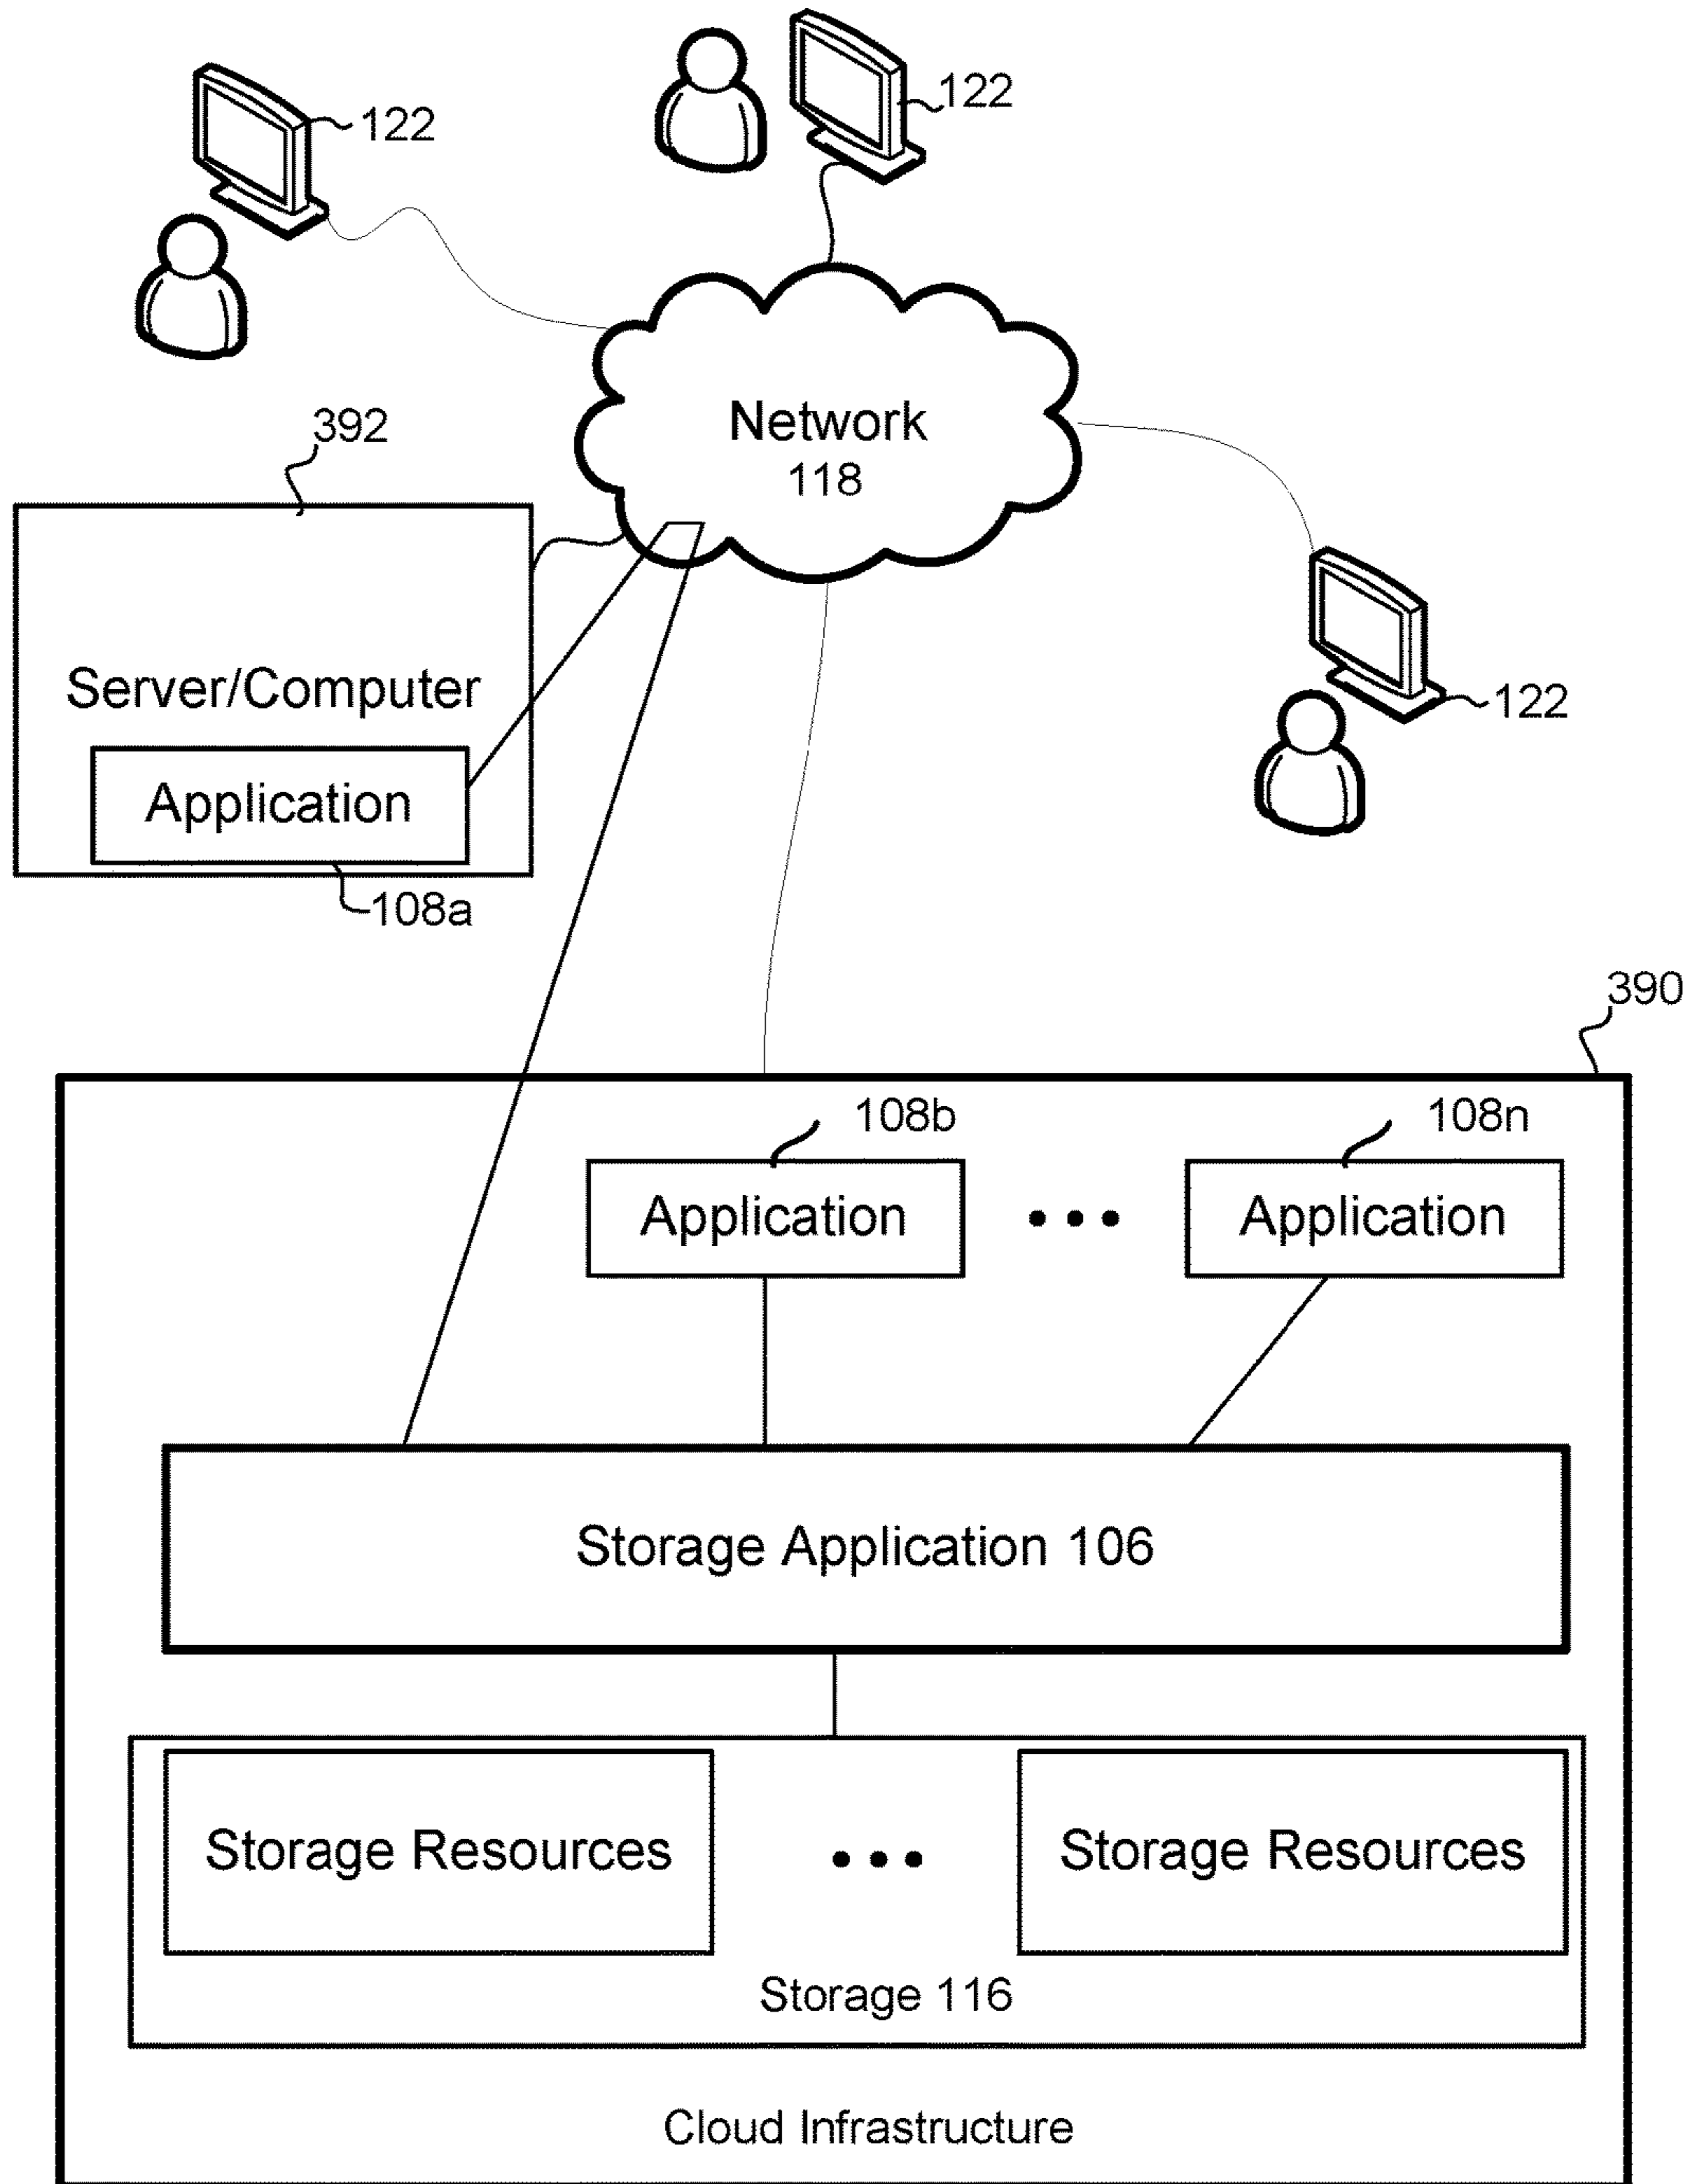 122
122
Network
118
392
Server/Computer
Application
108a
122
390
108b
108n
Application
Application
Storage Application 106
Storage Resources
Storage Resources
Storage 116
Cloud Infrastructure